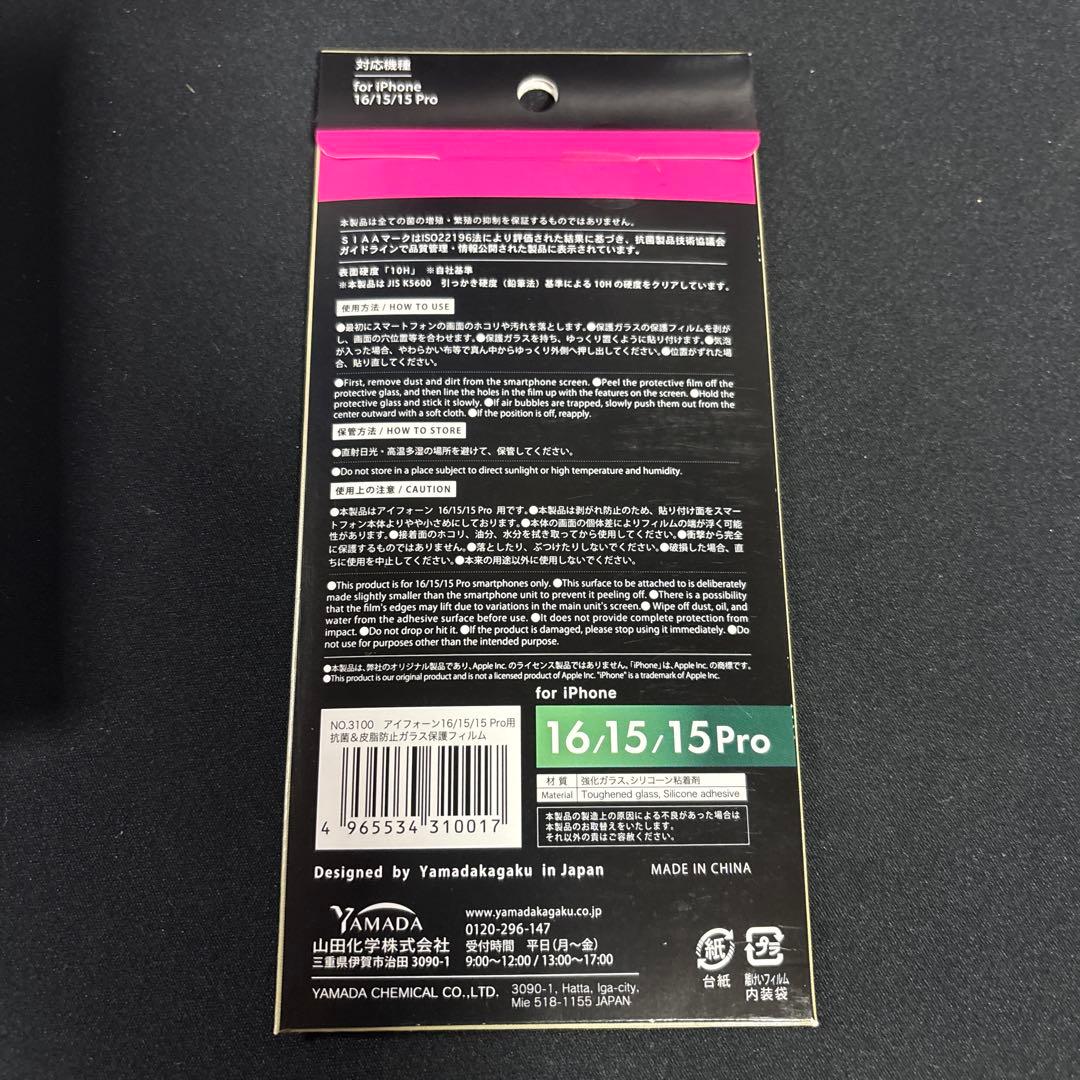 対応機種
for iPhone
16/15/15 Pro
本製品は全ての菌の増殖・繁殖の抑制を保証するものではありません。
SIAAマークはISO22196法により評価された結果に基づき、抗菌製品技術協議会
ガイドラインで品質管理・情報公開された製品に表示されています。
表面硬度「10H」 ※自社基準
※本製品は JIS K5600 引っかき硬度（鉛筆法）基準による 10H の硬度をクリアしています。
使用方法 / HOW TO USE
●最初にスマートフォンの画面のホコリや汚れを落とします。●保護ガラスの保護フィルムを剥が
し、画面の穴位置等を合わせます。●保護ガラスを持ち、ゆっくり置くように貼り付けます。●気泡
が入った場合、やわらかい布等で真ん中からゆっくり外側へ押し出してください。●位置がずれた場
合、貼り直してください。
●First, remove dust and dirt from the smartphone screen. ●Peel the protective film off the
protective glass, and then line the holes in the film up with the features on the screen. ●Hold the
protective glass and stick it slowly. ●If air bubbles are trapped, slowly push them out from the
center outward with a soft cloth. ●If the position is off, reapply.
保管方法 / HOW TO STORE
●直射日光・高温多湿の場所を避けて、保管してください。
●Do not store in a place subject to direct sunlight or high temperature and humidity.
使用上の注意 / CAUTION
●本製品はアイフォーン 16/15/15 Pro 用です。●本製品は剥がれ防止のため、貼り付け面をスマー
トフォン本体よりやや小さめにしております。●本体の画面の個体差によりフィルムの端が浮く可能
性があります。●接着面のホコリ、油分、水分を拭き取ってから使用してください。●衝撃から完全
に保護するものではありません。●落としたり、ぶつけたりしないでください。●破損した場合、直
ちに使用を中止してください。●本来の用途以外に使用しないでください。
●This product is for 16/15/15 Pro smartphones only. ●This surface to be attached to is deliberately
made slightly smaller than the smartphone unit to prevent it peeling off. ●There is a possibility
that the film's edges may lift due to variations in the main unit's screen.● Wipe off dust, oil, and
water from the adhesive surface before use. ●It does not provide complete protection from
impact. ●Do not drop or hit it. ●If the product is damaged, please stop using it immediately. ●Do
not use for purposes other than the intended purpose.
●本製品は、弊社のオリジナル製品であり、Apple Inc. のライセンス製品ではありません。「iPhone」は、Apple Inc. の商標です。
●This product is our original product and is not a licensed product of Apple Inc. "iPhone" is a trademark of Apple Inc.
for iPhone
16/15/15Pro
NO.3100 アイフォーン16/15/15 Pro用
抗菌＆皮脂防止ガラス保護フィルム
4 965534 310017
材 質 強化ガラス、シリコーン粘着剤
Material Toughened glass, Silicone adhesive
本製品の製造上の原因による不良があった場合は
本製品のお取替えをいたします。
それ以外の責はご容赦ください。
Designed by Yamadakagaku in Japan
MADE IN CHINA
YAMADA
山田化学株式会社
三重県伊賀市治田 3090-1
www.yamadakagaku.co.jp
0120-296-147
受付時間 平日（月～金）
9:00～12:00 / 13:00～17:00
YAMADA CHEMICAL CO.,LTD.
3090-1, Hatta, Iga-city,
Mie 518-1155 JAPAN
紙
台紙
プラ
罫けいフィルム
内装袋